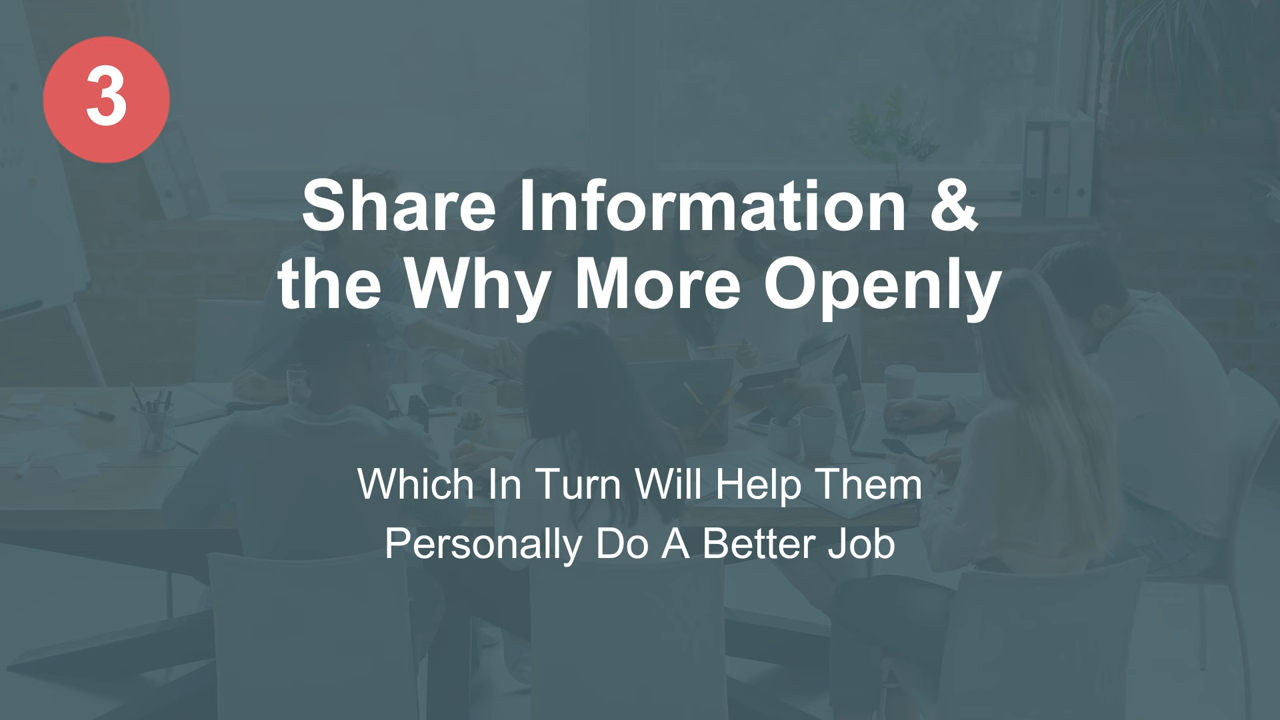 3
Share Information &
the Why More Openly
Which In Turn Will Help Them
Personally Do A Better Job